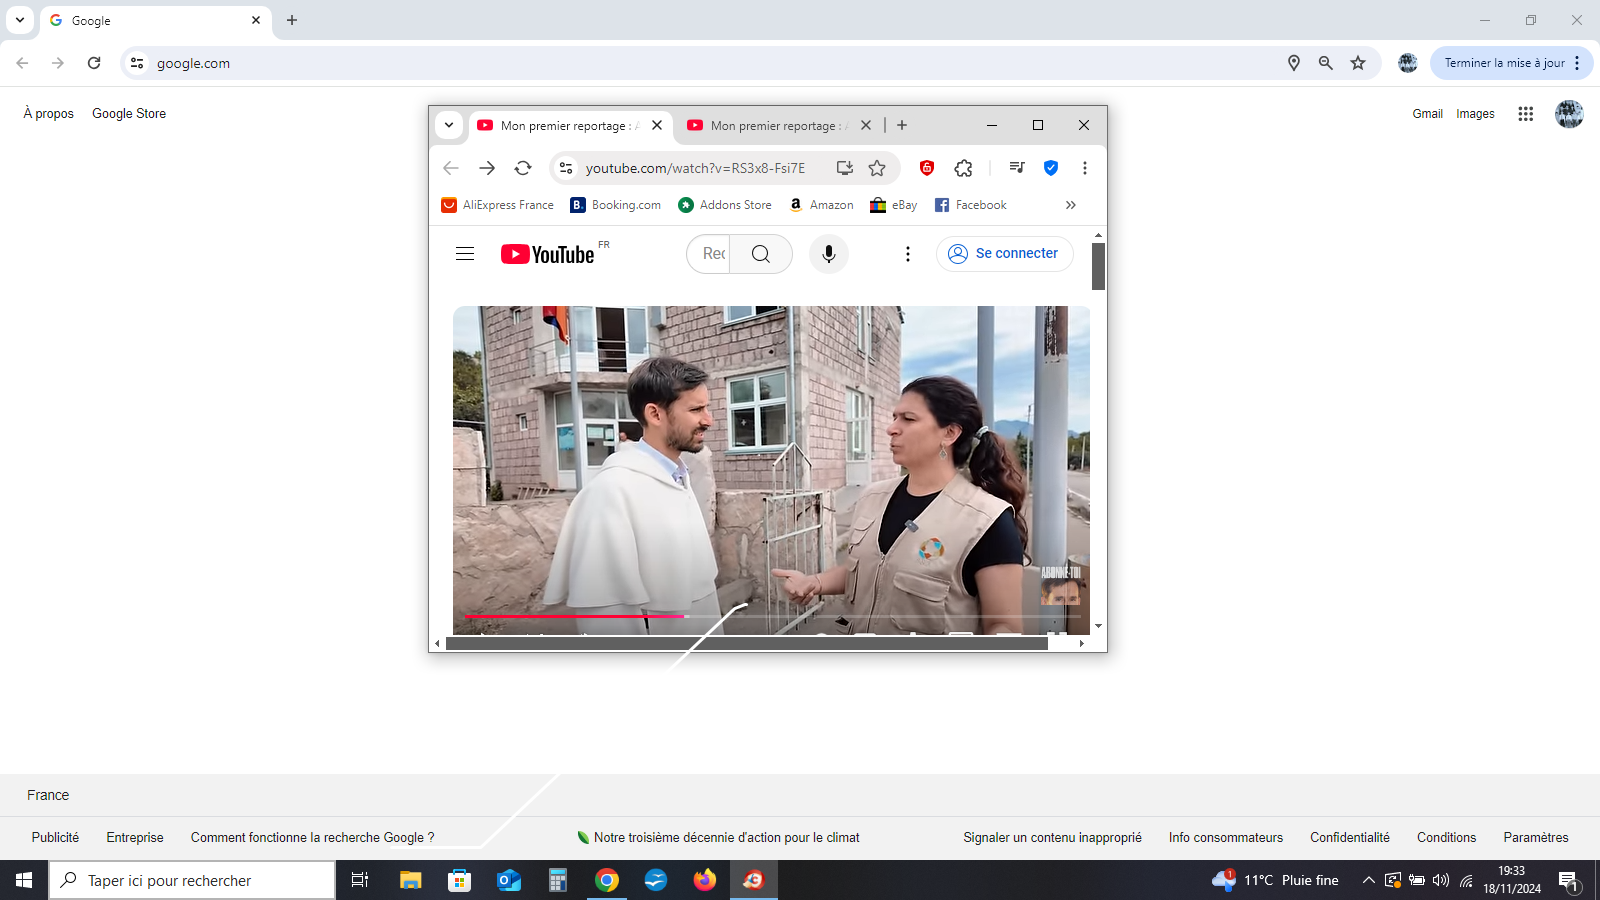 Google
google.com
Terminer la mise à jour
À propos
Google Store
Gmail
Images
Mon premier reportage :
Mon premier reportage :
youtube.com/watch?v=RS3x8-Fsi7E
AliExpress France
Booking.com
Addons Store
Amazon
eBay
Facebook
YouTube FR
Rec
Se connecter
ABONNE-TOI
France
Publicité
Entreprise
Comment fonctionne la recherche Google ?
Notre troisième décennie d'action pour le climat
Signaler un contenu inapproprié
Info consommateurs
Confidentialité
Conditions
Paramètres
Taper ici pour rechercher
1
11°C Pluie fine
19:33
18/11/2024
1